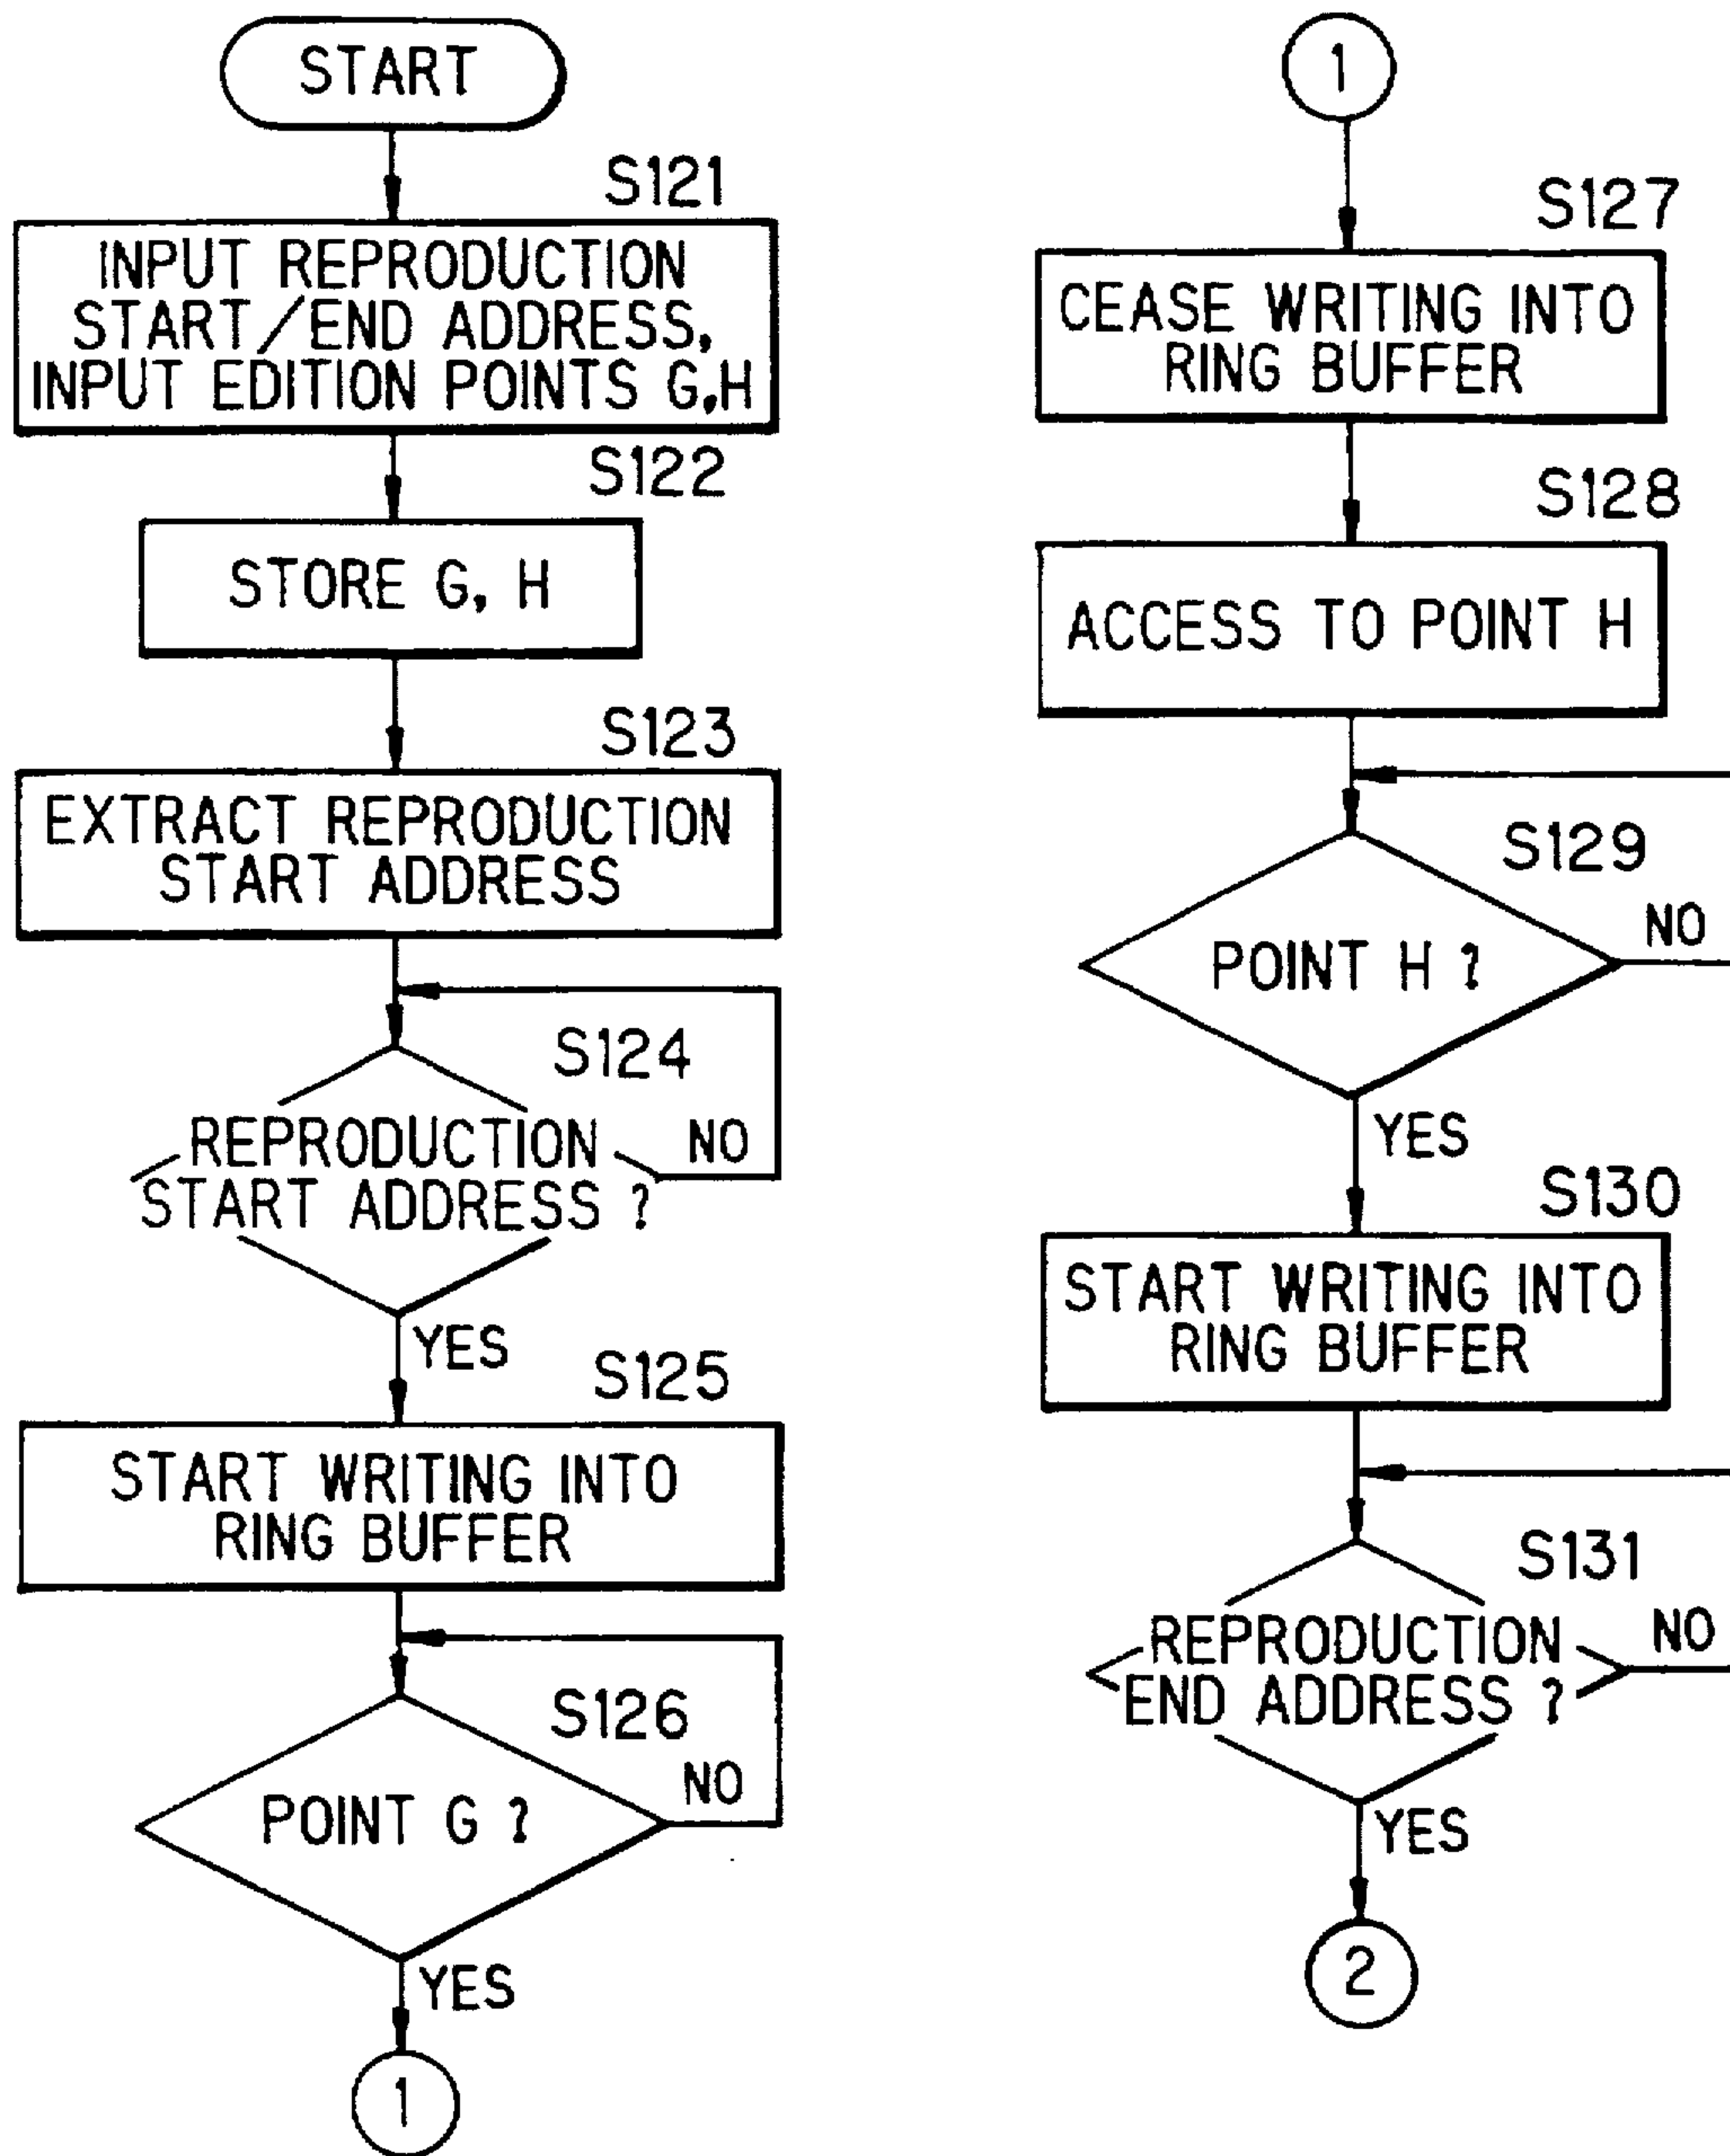 START
S121
INPUT REPRODUCTION
START/END ADDRESS,
INPUT EDITION POINTS G,H
S122
STORE G, H
S123
EXTRACT REPRODUCTION
START ADDRESS
S124
REPRODUCTION
START ADDRESS ?
NO
YES
S125
START WRITING INTO
RING BUFFER
S126
POINT G ?
NO
YES
1
1
S127
CEASE WRITING INTO
RING BUFFER
S128
ACCESS TO POINT H
S129
POINT H ?
NO
YES
S130
START WRITING INTO
RING BUFFER
S131
REPRODUCTION
END ADDRESS ?
NO
YES
2